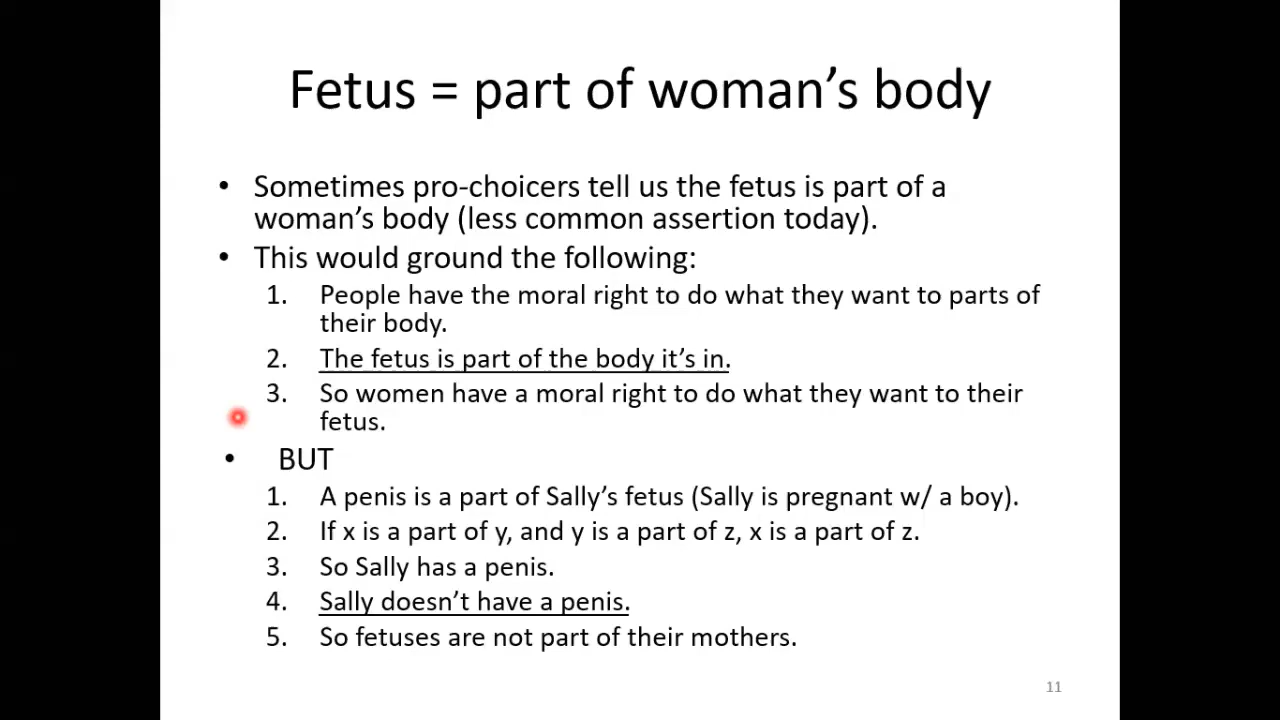 Fetus = part of woman’s body
• Sometimes pro-choicers tell us the fetus is part of a
woman’s body (less common assertion today).
• This would ground the following:
1. People have the moral right to do what they want to parts of
their body.
2. The fetus is part of the body it’s in.
3. So women have a moral right to do what they want to their
fetus.
• BUT
1. A penis is a part of Sally’s fetus (Sally is pregnant w/ a boy).
2. If x is a part of y, and y is a part of z, x is a part of z.
3. So Sally has a penis.
4. Sally doesn’t have a penis.
5. So fetuses are not part of their mothers.
11